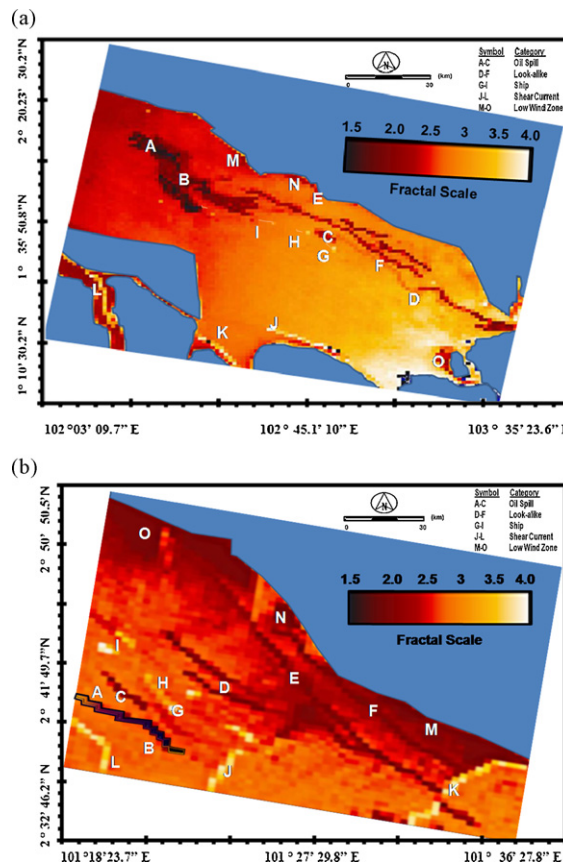 (a)
2 º 20.23' 30.2'' N
1 º 35' 50.8'' N
1º 10' 30.2'' N
102º 03' 09.7'' E
102 º 45.1' 10'' E
103 º 35' 23.6'' E
N
0 30
(km)
Symbol Category
A-C Oil Spill
D-F Look-alike
G-I Ship
J-L Shear Current
M-O Low Wind Zone
1.5 2.0 2.5 3 3.5 4.0
Fractal Scale
A
M
B
N
E
I
H
C
G
F
L
D
J
K
O
(b)
2 º 50' 50.5' N
2 º 41' 49.7'' N
2 º 32' 46.2'' N
101 º 18' 23.7'' E
101 º 27' 29.8'' E
101 º 36' 27.8'' E
N
0 30
(km)
Symbol Category
A-C Oil Spill
D-F Look-alike
G-I Ship
J-L Shear Current
M-O Low Wind Zone
1.5 2.0 2.5 3 3.5 4.0
Fractal Scale
O
N
I
A
C
H
D
E
G
F
M
B
L
J
K